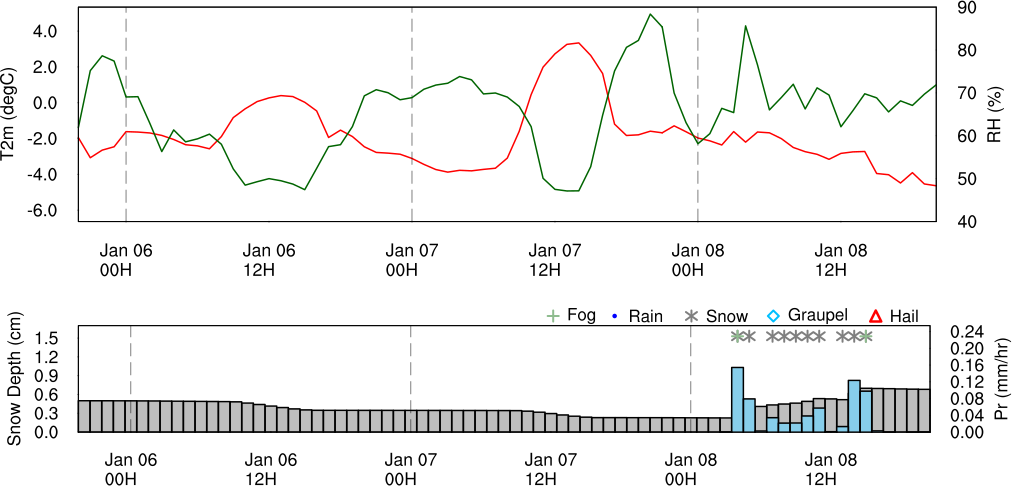 90
4.0
80
2.0
0.0
70
-2.0
60
-4.0
50
-6.0
40
T2m (degC)
RH (%)
Jan 06 00H
Jan 06 12H
Jan 07 00H
Jan 07 12H
Jan 08 00H
Jan 08 12H
Fog Rain Snow Graupel Hail
1.5
1.2
0.9
0.6
0.3
0.0
Snow Depth (cm)
0.24
0.20
0.16
0.12
0.08
0.04
0.00
Pr (mm/hr)
Jan 06 00H
Jan 06 12H
Jan 07 00H
Jan 07 12H
Jan 08 00H
Jan 08 12H